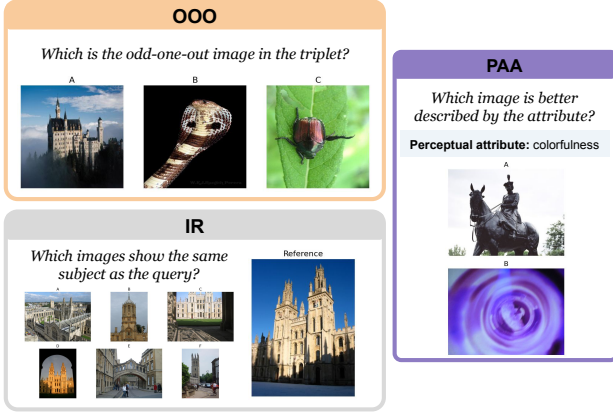 OOO
Which is the odd-one-out image in the triplet?
A
B
C
IR
Which images show the same
subject as the query?
A
B
C
D
E
F
Reference
PAA
Which image is better
described by the attribute?
Perceptual attribute: colorfulness
A
B